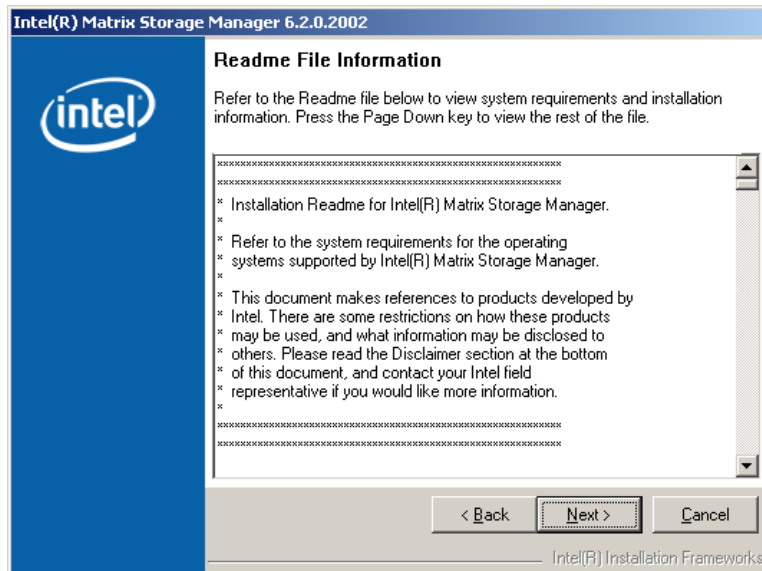 Intel(R) Matrix Storage Manager 6.2.0.2002
intel
Readme File Information
Refer to the Readme file below to view system requirements and installation
information. Press the Page Down key to view the rest of the file.
************************************************************
************************************************************
* Installation Readme for Intel(R) Matrix Storage Manager.
*
* Refer to the system requirements for the operating
* systems supported by Intel(R) Matrix Storage Manager.
*
* This document makes references to products developed by
* Intel. There are some restrictions on how these products
* may be used, and what information may be disclosed to
* others. Please read the Disclaimer section at the bottom
* of this document, and contact your Intel field
* representative if you would like more information.
*
************************************************************
************************************************************
< Back Next > Cancel
Intel(R) Installation Frameworks